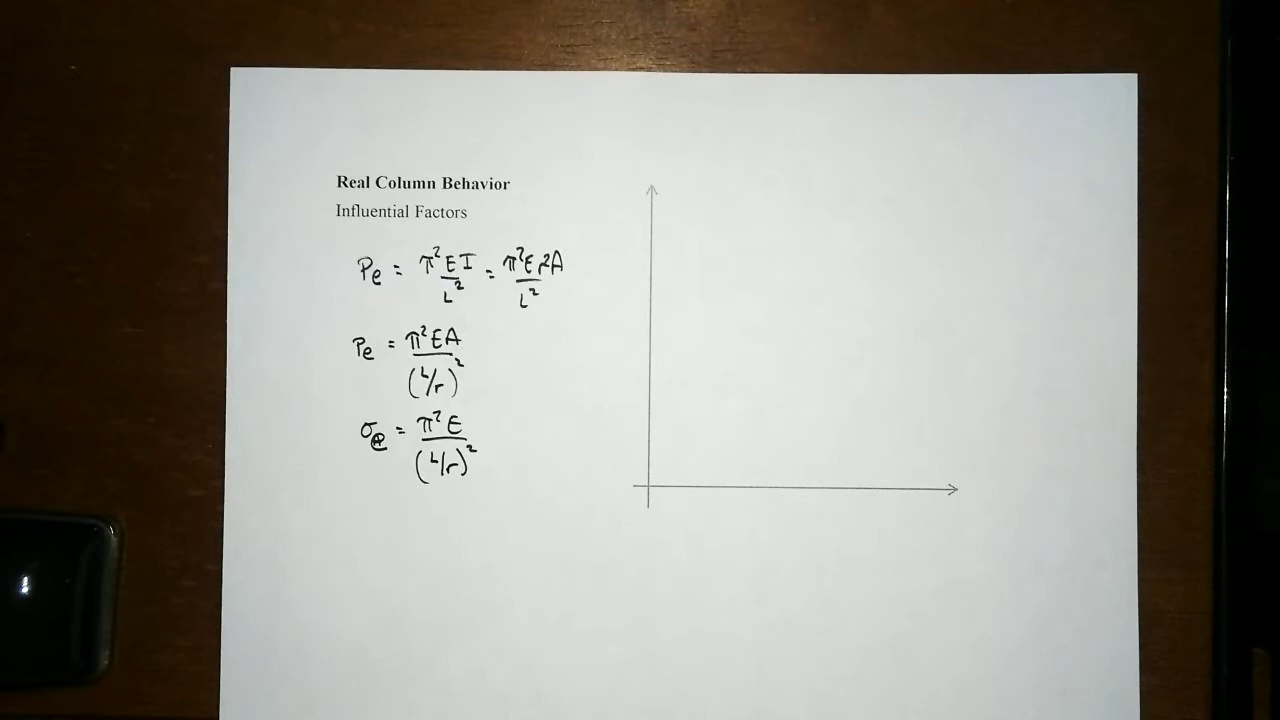 Real Column Behavior
Influential Factors
Pe = π²EI/L² = π²Er²A/L²
Pe = π²EA/(L/r)²
σe = π²E/(L/r)²